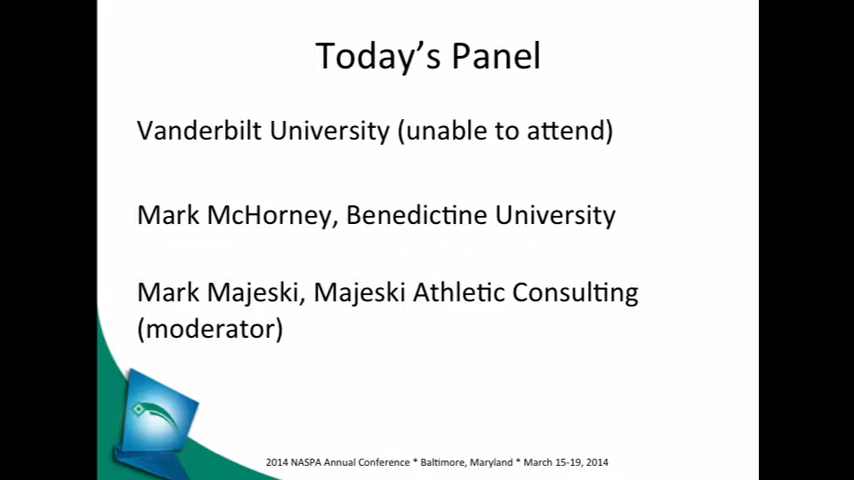 Today’s Panel
Vanderbilt University (unable to attend)
Mark McHorney, Benedictine University
Mark Majeski, Majeski Athletic Consulting
(moderator)
2014 NASPA Annual Conference * Baltimore, Maryland * March 15-19, 2014